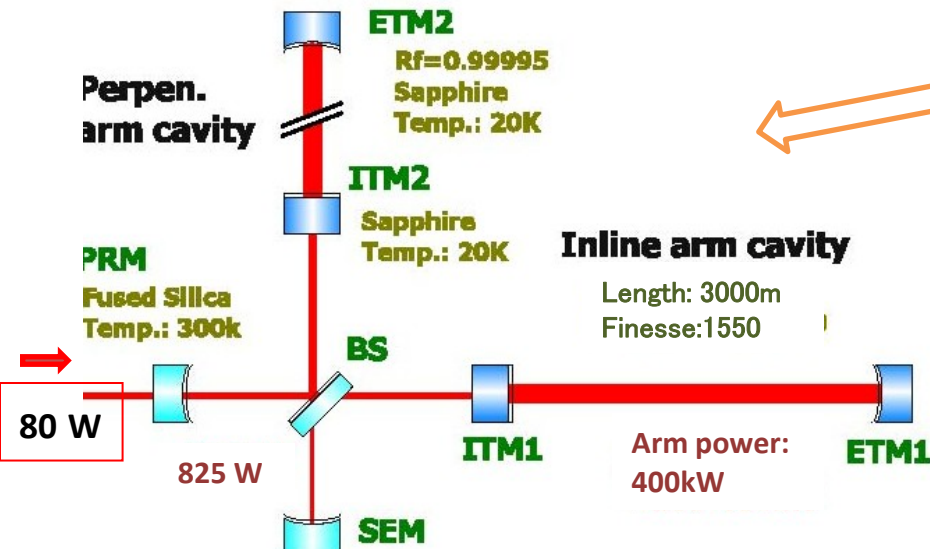 ETM2
Rf=0.99995
Sapphire
Temp.: 20K
Perpen.
arm cavity
ITM2
Sapphire
Temp.: 20K
Inline arm cavity
Length: 3000m
Finesse:1550
PRM
Fused Silica
Temp.: 300k
BS
80 W
825 W
ITM1
Arm power:
400kW
ETM1
SEM